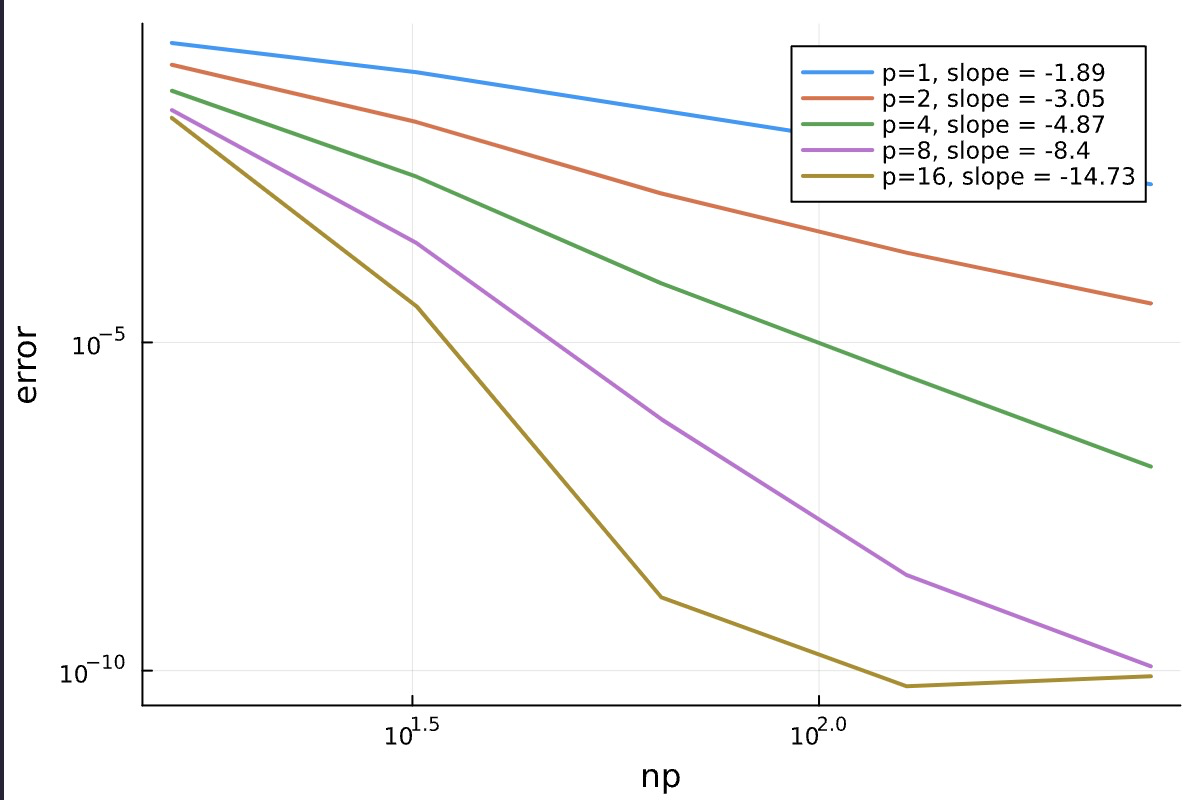 p=1, slope = -1.89
p=2, slope = -3.05
p=4, slope = -4.87
p=8, slope = -8.4
p=16, slope = -14.73
error
10^-5
10^-10
10^1.5
10^2.0
np